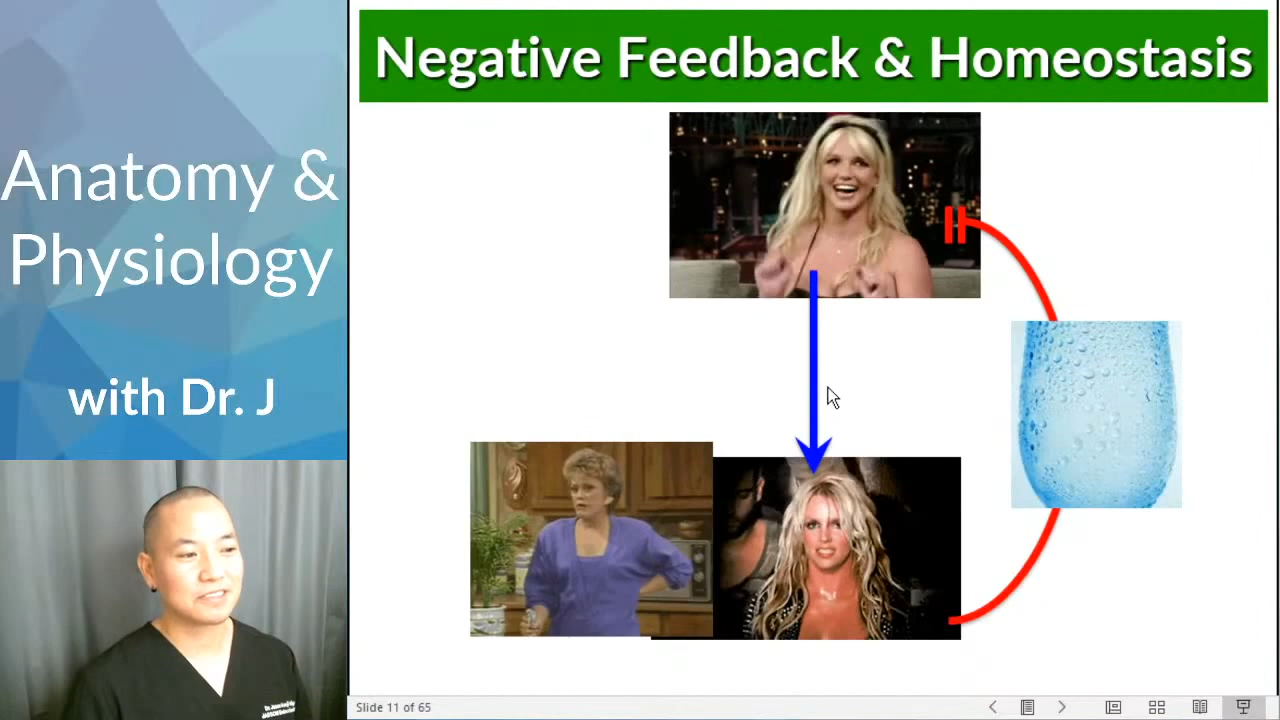 Anatomy &
Physiology
with Dr. J
Negative Feedback & Homeostasis
Slide 11 of 65